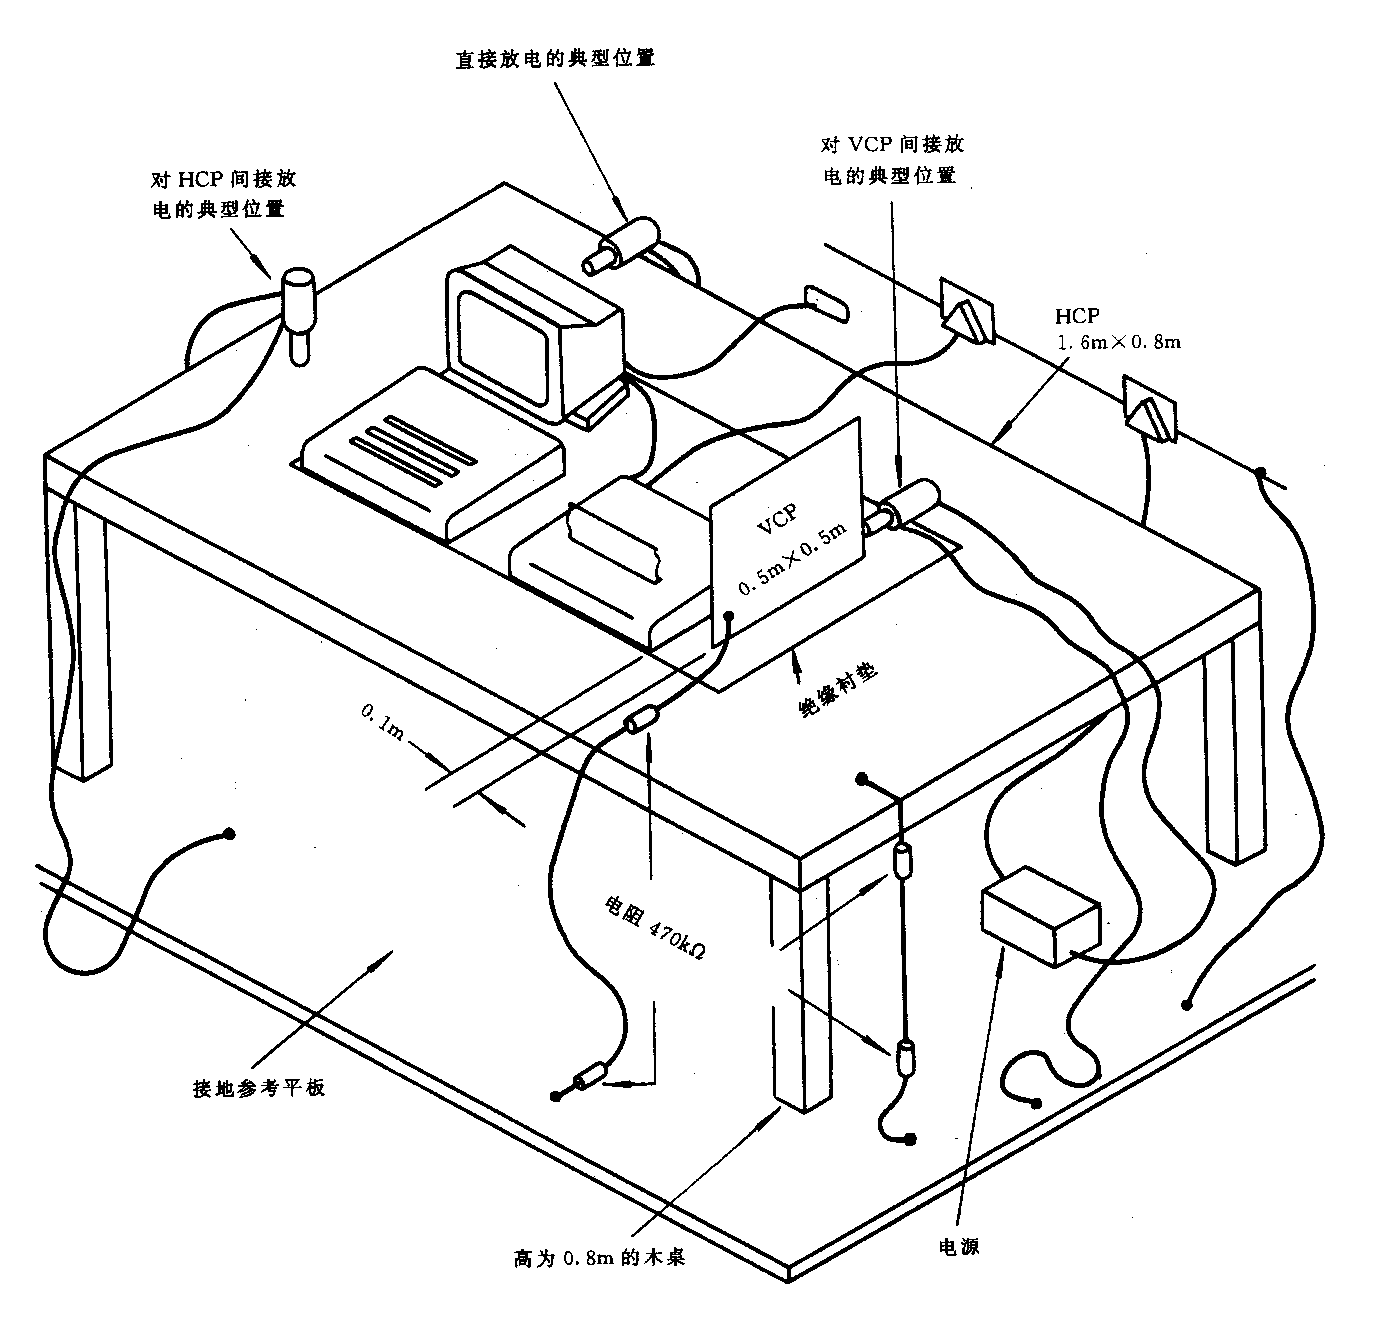 直接放电的典型位置
对 VCP 间接放
电的典型位置
对 HCP 间接放
电的典型位置
HCP
1.6m×0.8m
VCP
0.5m×0.5m
绝缘衬垫
0.1m
电阻 470kΩ
接地参考平板
高为 0.8m 的木桌
电源